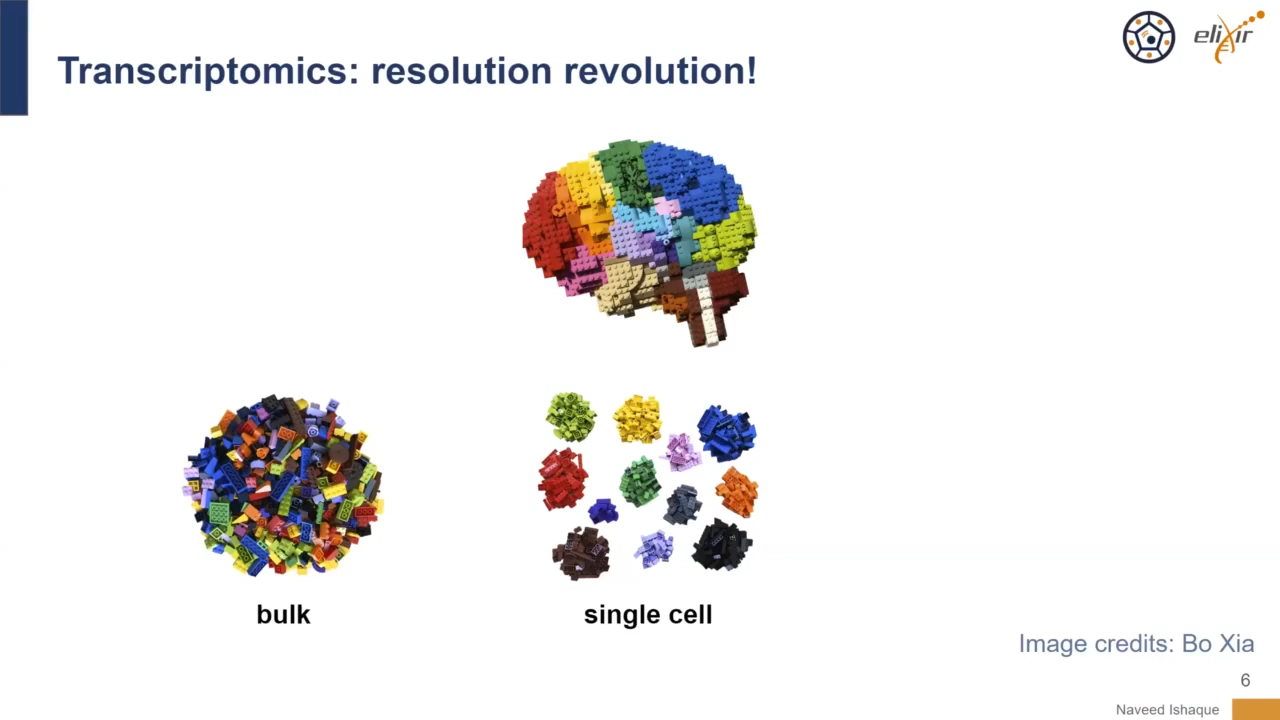 Transcriptomics: resolution revolution!
elixir
bulk
single cell
Image credits: Bo Xia
6
Naveed Ishaque